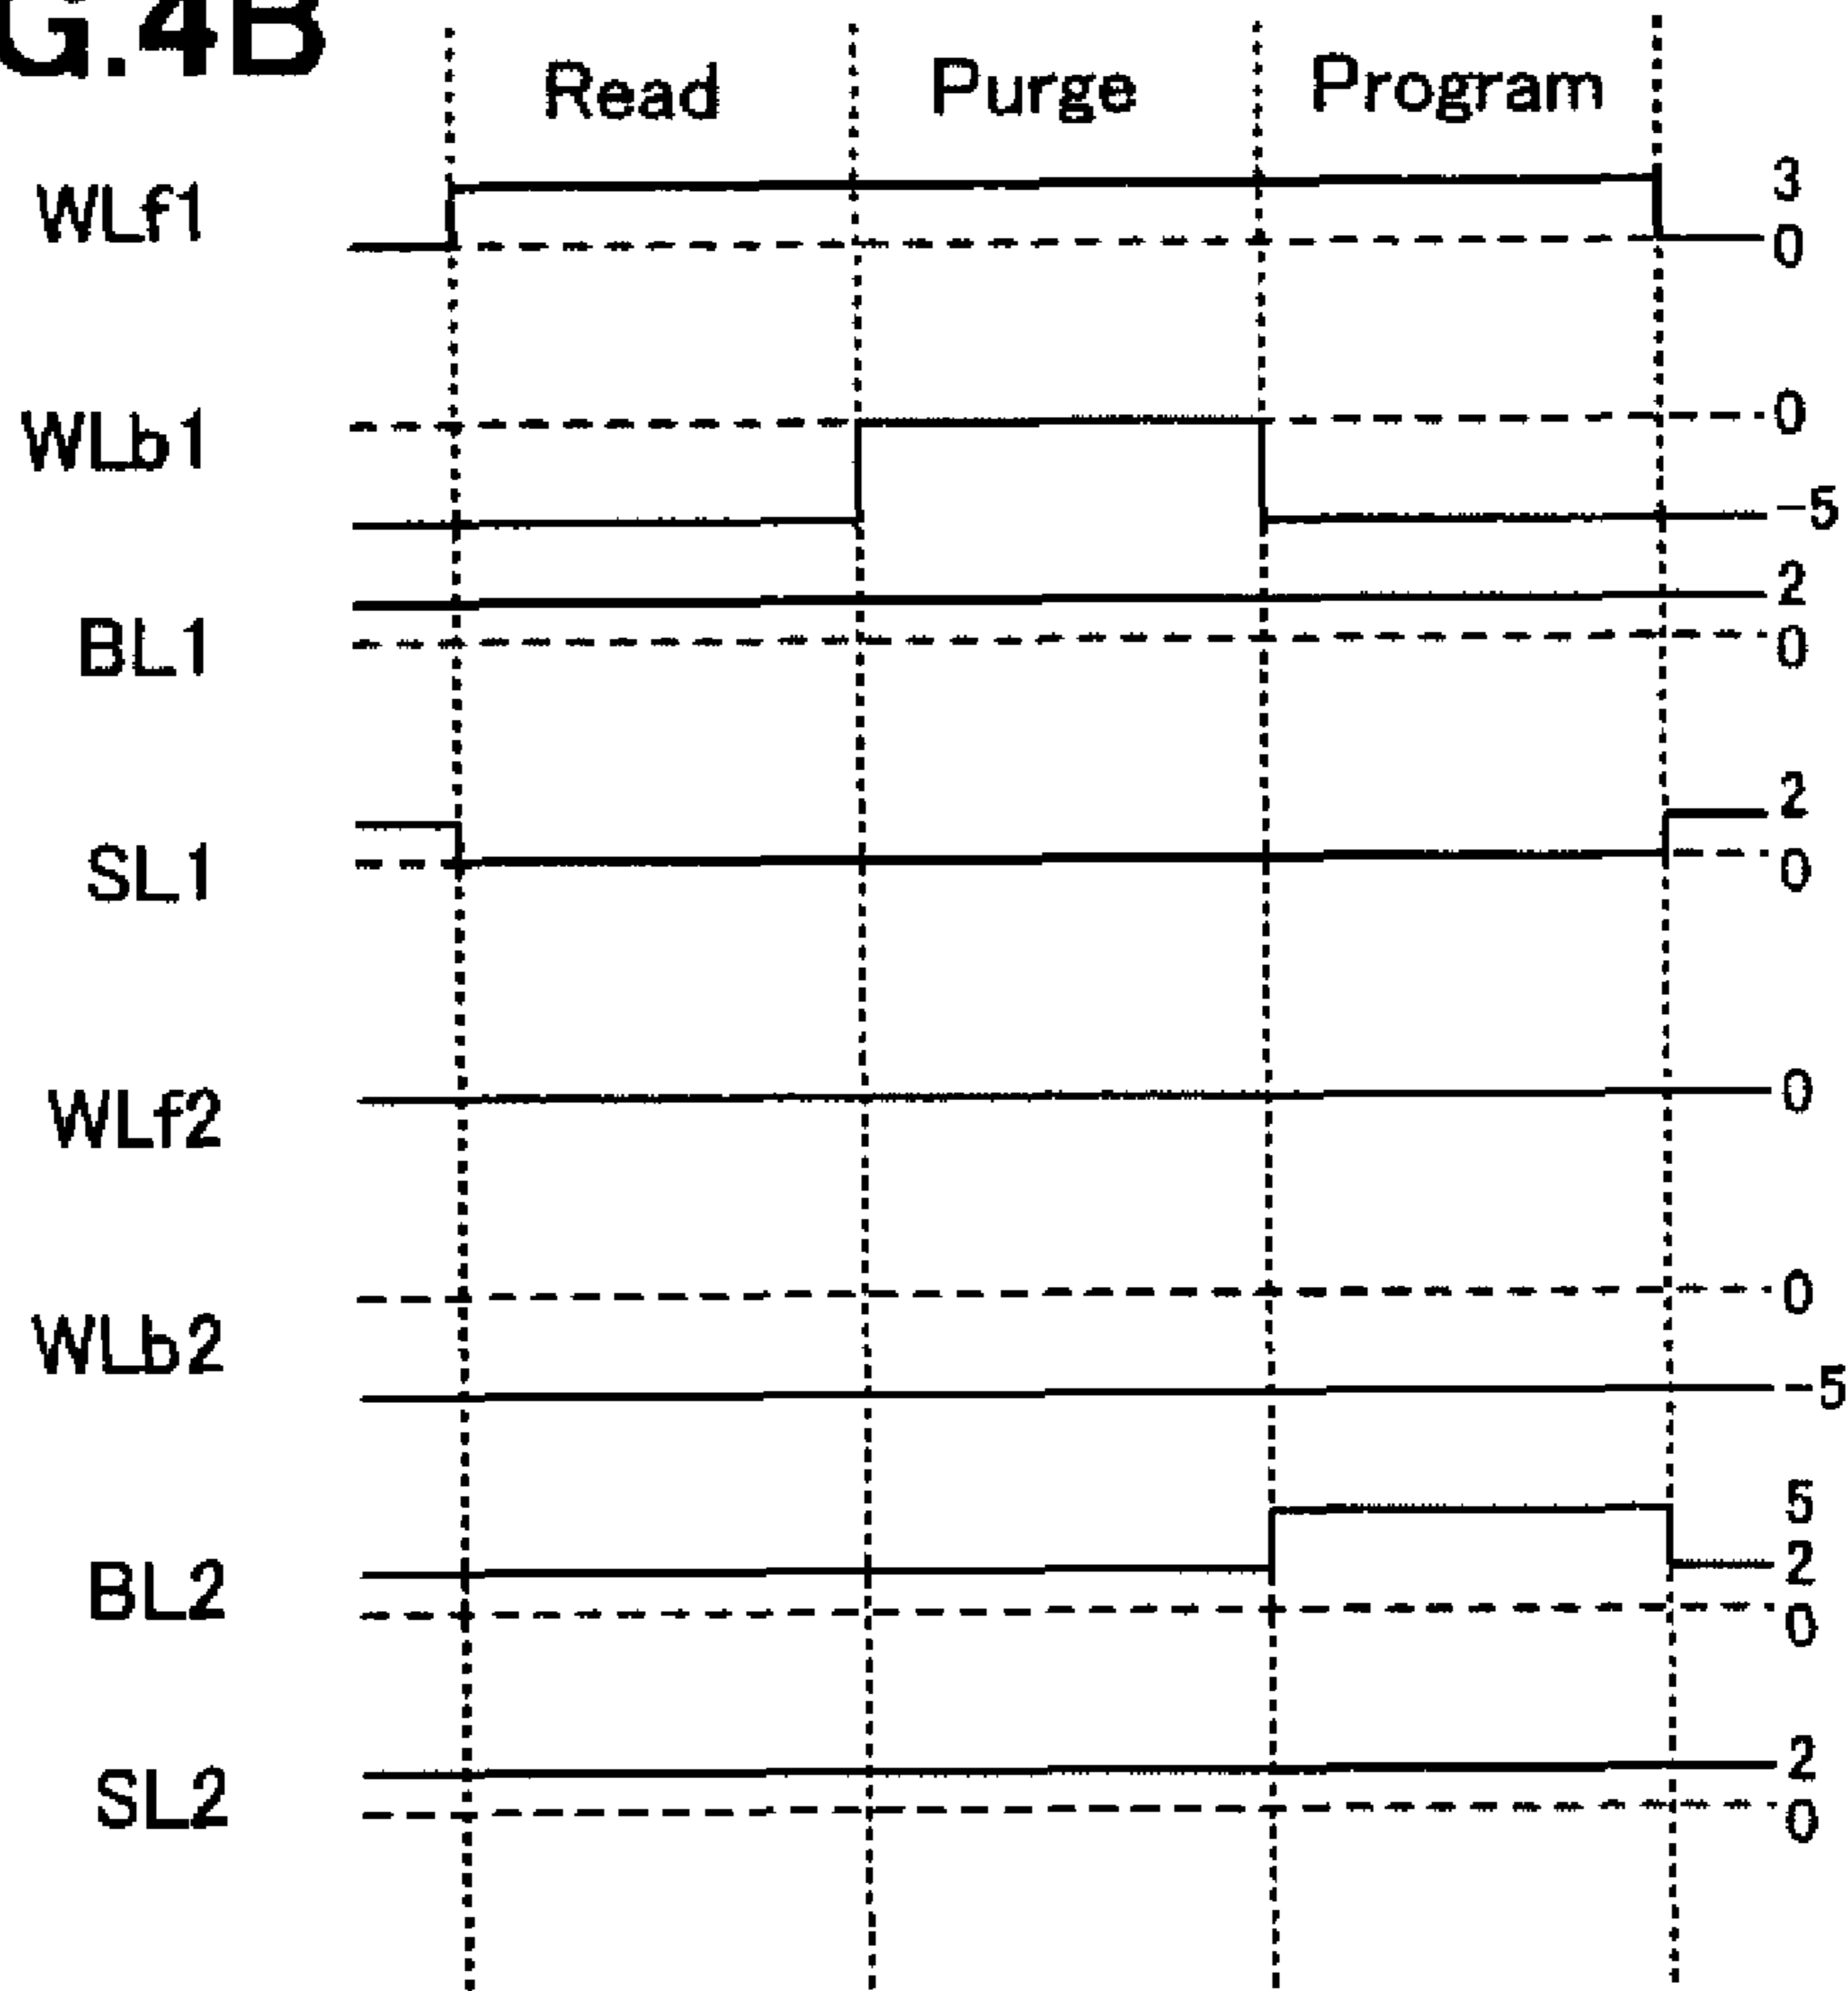 G.4B
Read Purge Program
WLf1 3
0
WLb1 0
-5
BL1 2
0
SL1 2
0
WLf2 0
WLb2 0
-5
BL2 5
2
0
SL2 2
0